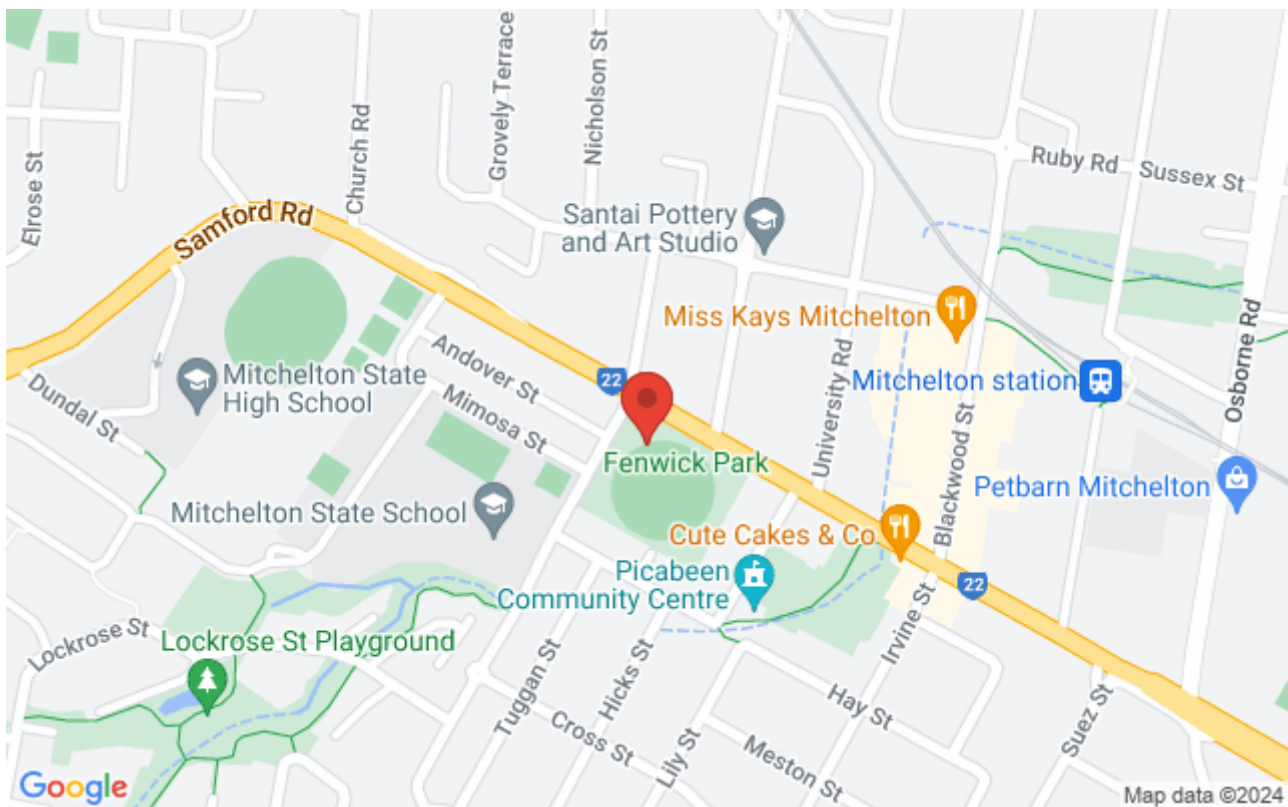 Grovely Terrace
Nicholson St
Church Rd
Elrose St
Ruby Rd
Sussex St
Samford Rd
Santai Pottery
and Art Studio
Miss Kays Mitchelton
Osborne Rd
Andover St
22
University Rd
Mitchelton station
Mitchelton State
High School
Dundal St
Mimosa St
Fenwick Park
Blackwood St
Petbarn Mitchelton
Mitchelton State School
Cute Cakes & Co
Picabeen
Community Centre
22
Irvine St
Lockrose St
Lockrose St Playground
Tuggan St
Hicks St
Hay St
Suez St
Cross St
Lily St
Meston St
Google
Map data ©2024